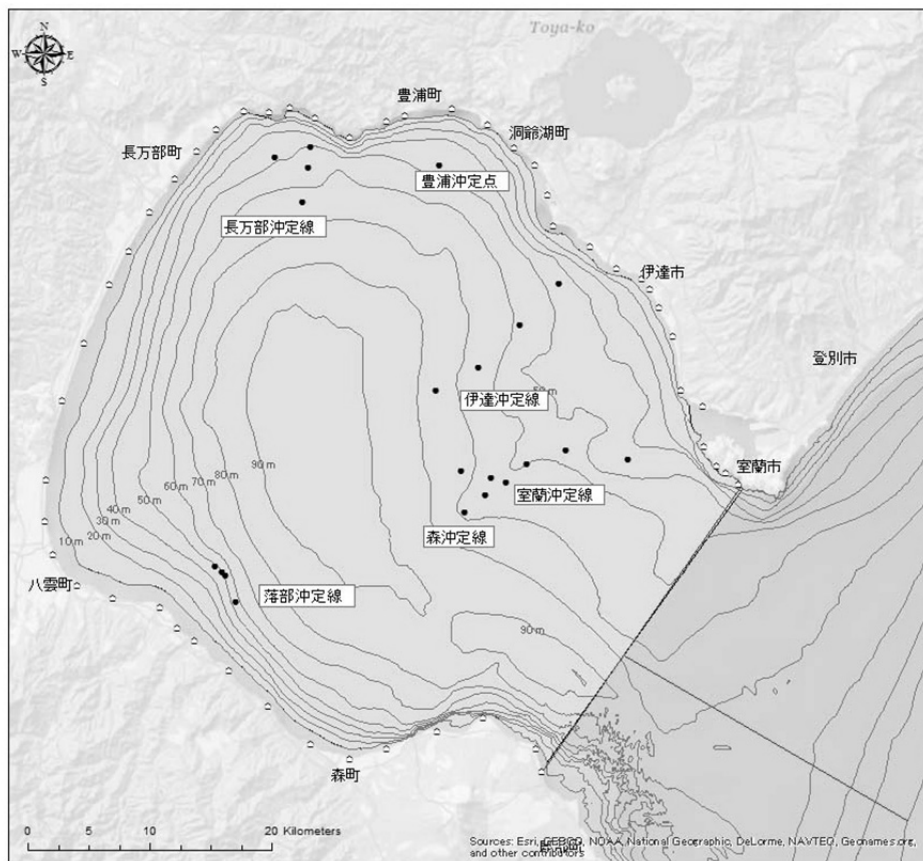 Toya-ko
N
W
E
S
豊浦町
洞爺湖町
長万部町
豊浦沖定点
長万部沖定線
伊達市
登別市
伊達沖定線
90 m
80 m
70 m
60 m
50 m
40 m
30 m
20 m
10 m
室蘭市
室蘭沖定線
森沖定線
八雲町
落部沖定線
90 m
森町
0 5 10 20 Kilometers
Sources: Esri, GEBCO, NOAA, National Geographic, DeLorme, NAVTEQ, Geonames.org,
and other contributors